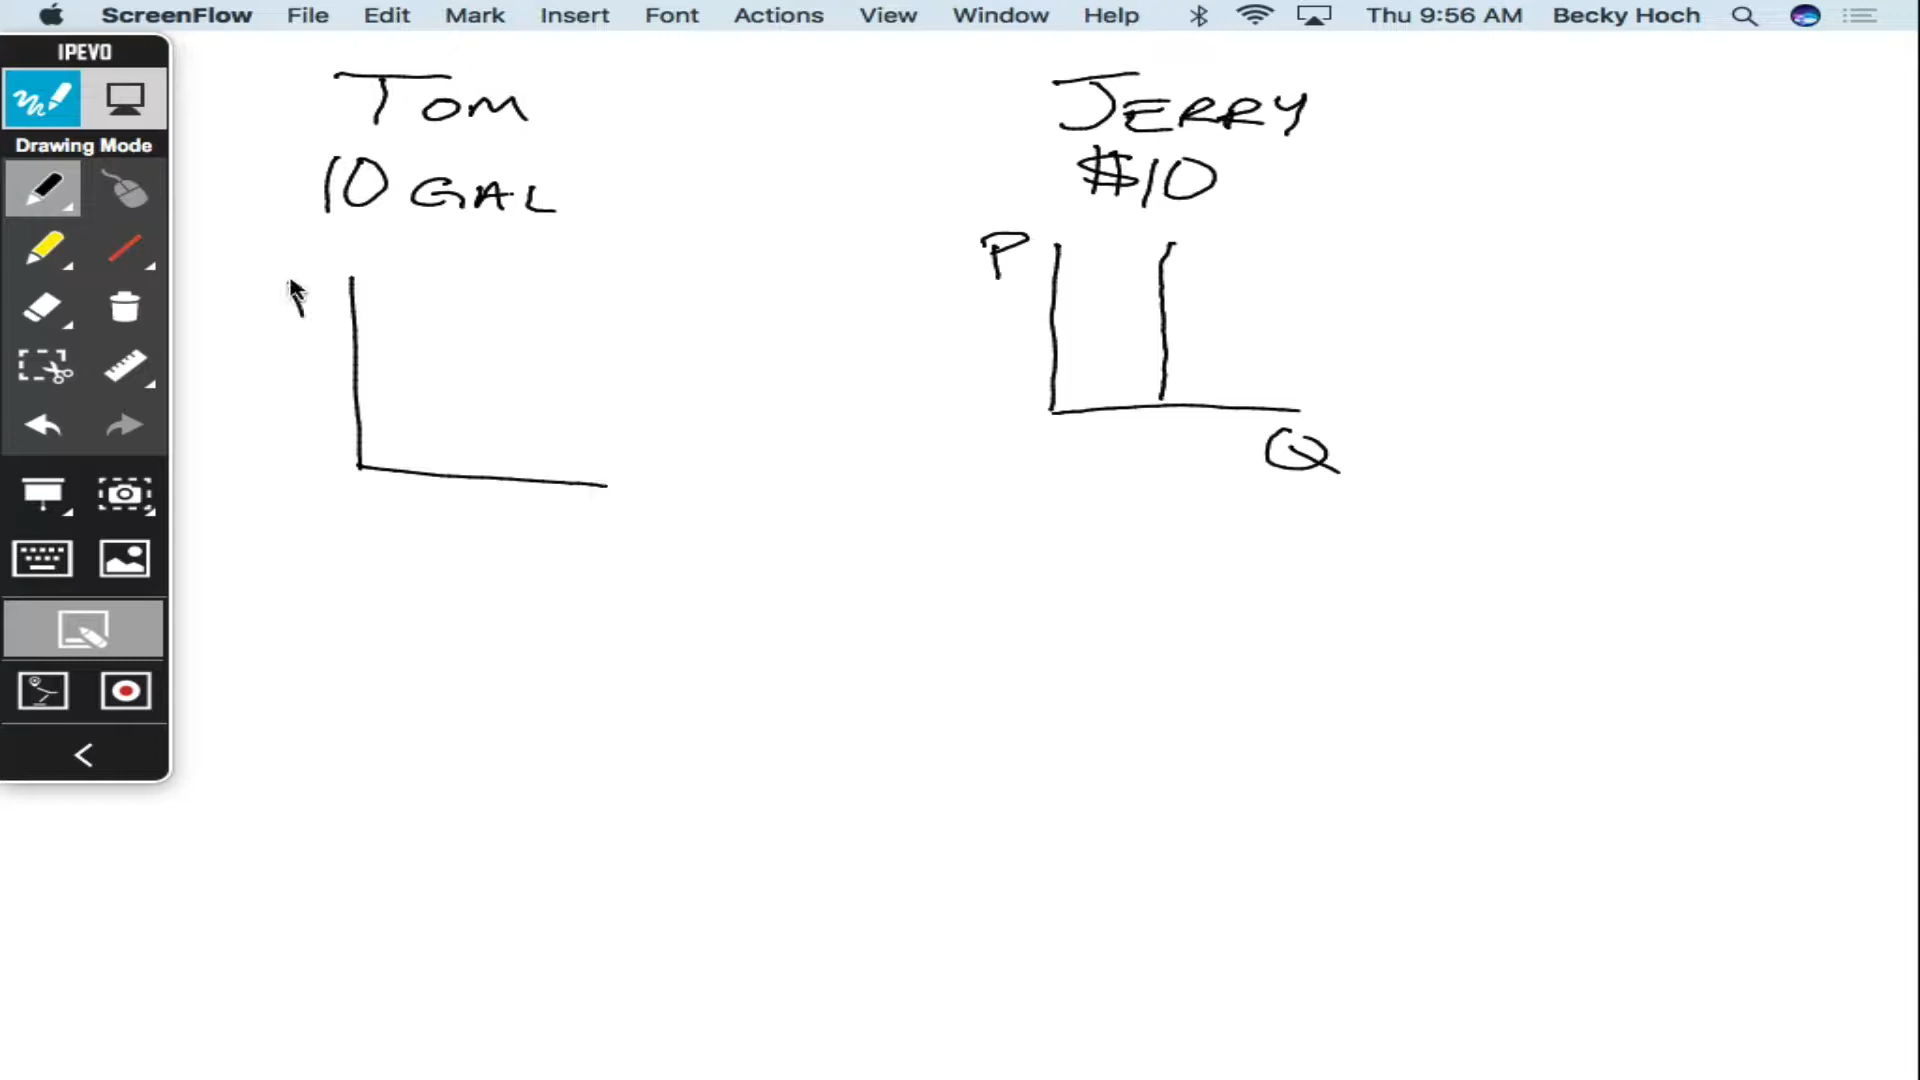 ScreenFlow File Edit Mark Insert Font Actions View Window Help Thu 9:56 AM Becky Hoch
IPEVO
Drawing Mode
TOM
10 GAL
JERRY
$10
P
Q